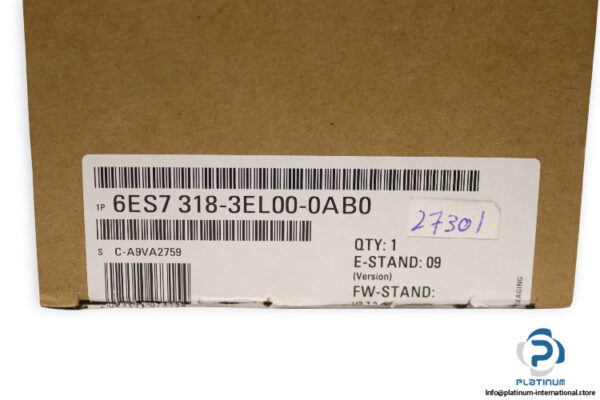 1P 6ES7 318-3EL00-0AB0
27301
S C-A9VA2759
QTY: 1
E-STAND: 09
(Version)
FW-STAND:
PLATINUM
Info@platinum-international.store